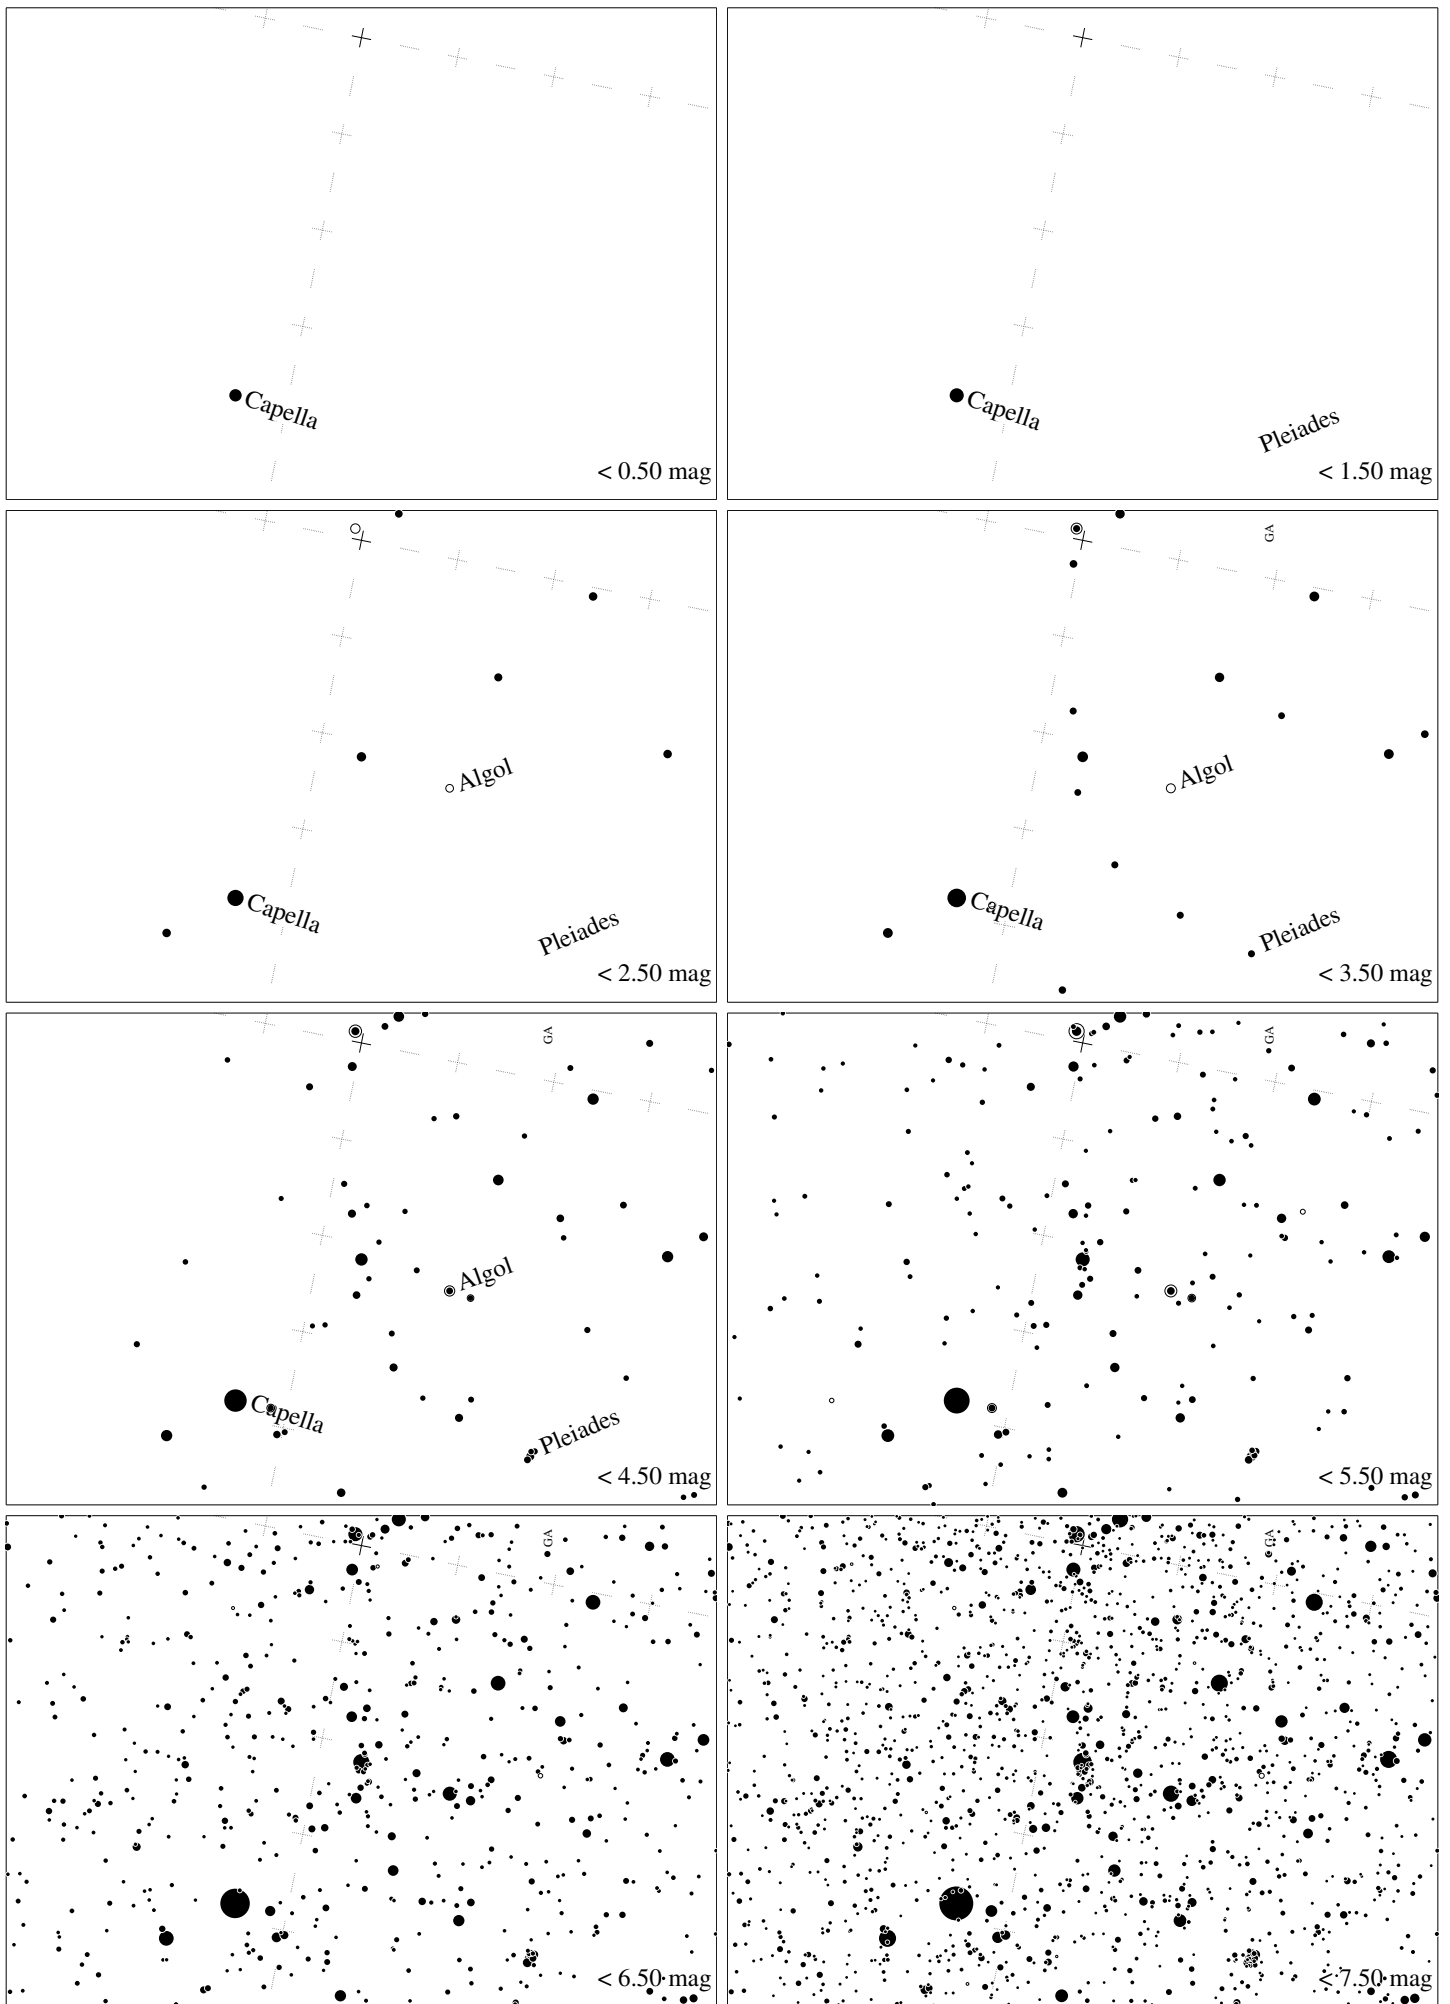 Capella
< 0.50 mag
Capella
Pleiades
< 1.50 mag
Algol
Capella
Pleiades
< 2.50 mag
GA
Algol
Capella
Pleiades
< 3.50 mag
GA
Algol
Capella
Pleiades
< 4.50 mag
GA
< 5.50 mag
GA
< 6.50 mag
GA
< 7.50 mag